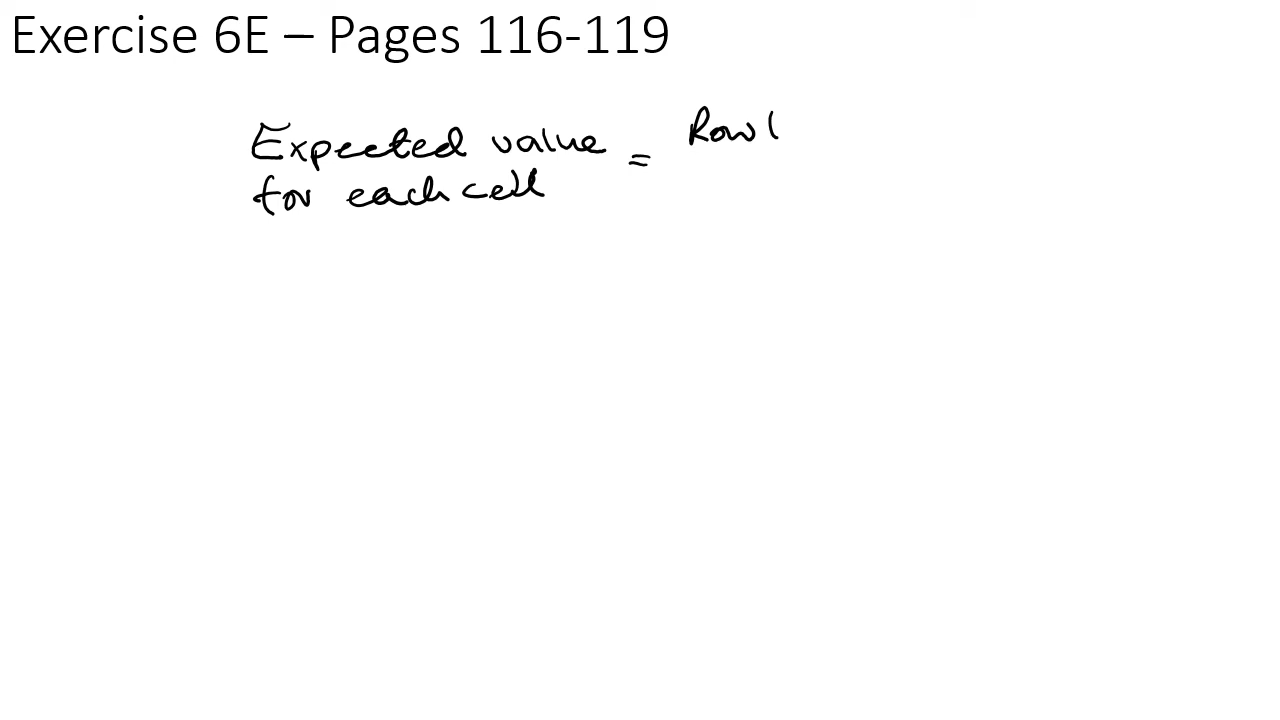 Exercise 6E – Pages 116-119
Expected value = Row (
for each cell